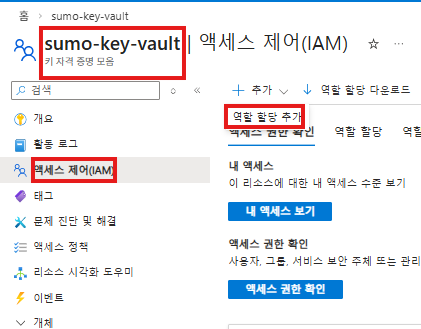 홈 > sumo-key-vault
sumo-key-vault | 액세스 제어(IAM) ☆ ...
키 자격 증명 모음
검색
개요
활동 로그
액세스 제어(IAM)
태그
문제 진단 및 해결
액세스 정책
리소스 시각화 도우미
이벤트
개체
+ 추가 ↓ 역할 할당 다운로드
역할 할당 추가
액세스 권한 확인 역할 할당
내 액세스
이 리소스에 대한 내 액세스 수준 보기
내 액세스 보기
액세스 권한 확인
사용자, 그룹, 서비스 보안 주체 또는 관리
액세스 권한 확인